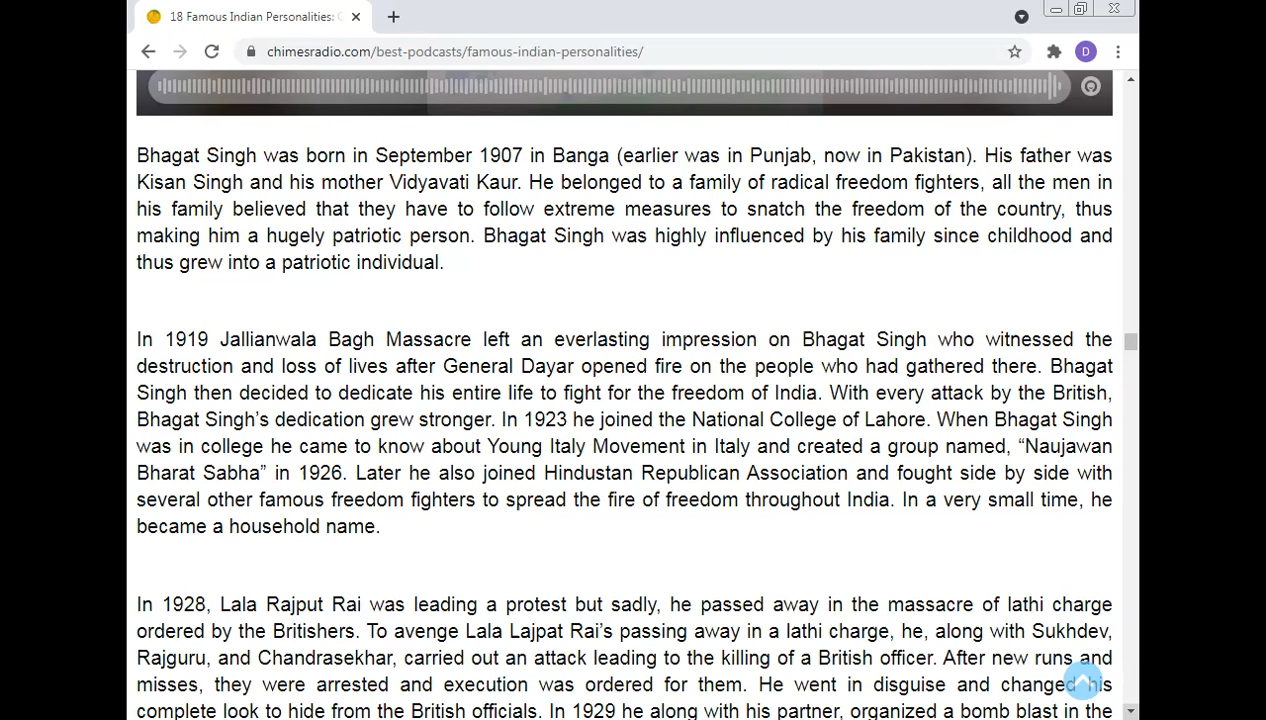 18 Famous Indian Personalities:
chimesradio.com/best-podcasts/famous-indian-personalities/
D
Bhagat Singh was born in September 1907 in Banga (earlier was in Punjab, now in Pakistan). His father was
Kisan Singh and his mother Vidyavati Kaur. He belonged to a family of radical freedom fighters, all the men in
his family believed that they have to follow extreme measures to snatch the freedom of the country, thus
making him a hugely patriotic person. Bhagat Singh was highly influenced by his family since childhood and
thus grew into a patriotic individual.
In 1919 Jallianwala Bagh Massacre left an everlasting impression on Bhagat Singh who witnessed the
destruction and loss of lives after General Dayar opened fire on the people who had gathered there. Bhagat
Singh then decided to dedicate his entire life to fight for the freedom of India. With every attack by the British,
Bhagat Singh’s dedication grew stronger. In 1923 he joined the National College of Lahore. When Bhagat Singh
was in college he came to know about Young Italy Movement in Italy and created a group named, “Naujawan
Bharat Sabha” in 1926. Later he also joined Hindustan Republican Association and fought side by side with
several other famous freedom fighters to spread the fire of freedom throughout India. In a very small time, he
became a household name.
In 1928, Lala Rajput Rai was leading a protest but sadly, he passed away in the massacre of lathi charge
ordered by the Britishers. To avenge Lala Lajpat Rai’s passing away in a lathi charge, he, along with Sukhdev,
Rajguru, and Chandrasekhar, carried out an attack leading to the killing of a British officer. After new runs and
misses, they were arrested and execution was ordered for them. He went in disguise and changed his
complete look to hide from the British officials. In 1929 he along with his partner, organized a bomb blast in the